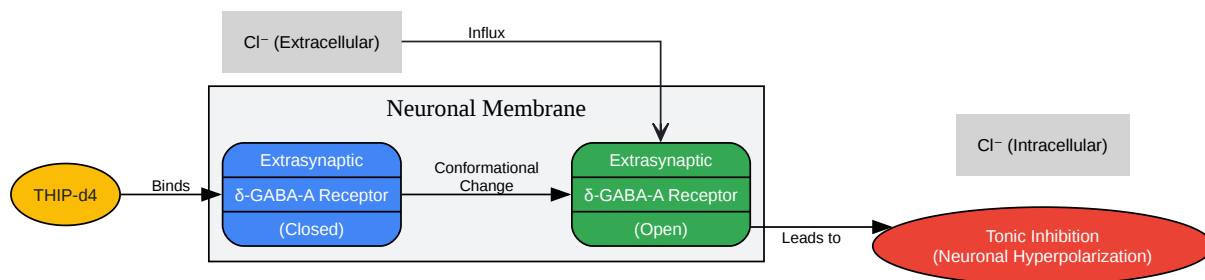 Cl⁻ (Extracellular)
Influx
Neuronal Membrane
THIP-d4
Binds
Extrasynaptic
δ-GABA-A Receptor
(Closed)
Conformational
Change
Extrasynaptic
δ-GABA-A Receptor
(Open)
Leads to
Cl⁻ (Intracellular)
Tonic Inhibition
(Neuronal Hyperpolarization)